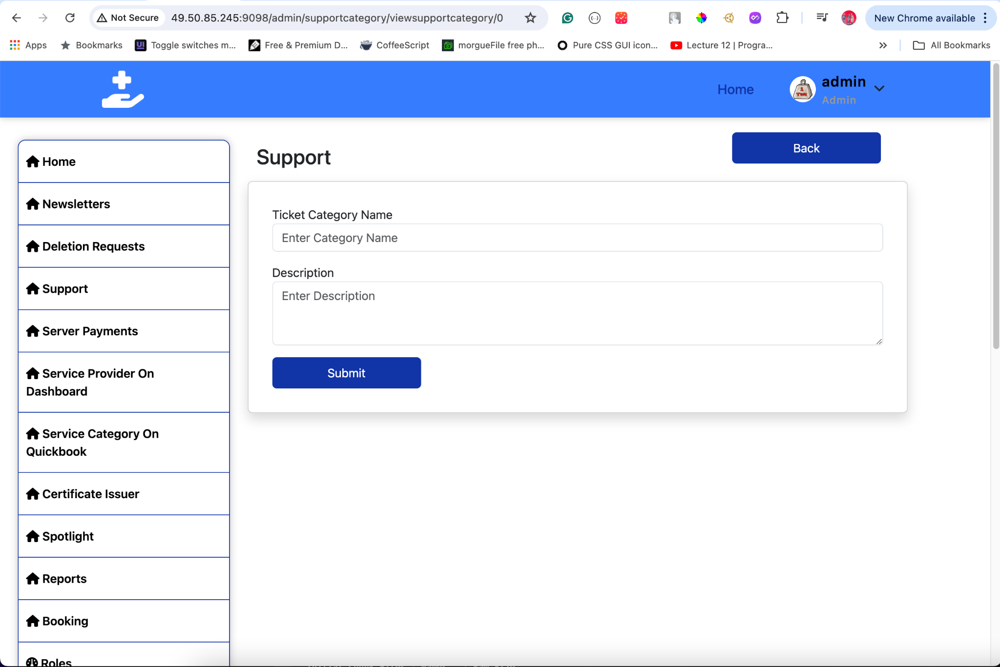 Not Secure
49.50.85.245:9098/admin/supportcategory/viewsupportcategory/0
New Chrome available
Apps
Bookmarks
Toggle switches m...
Free & Premium D...
CoffeeScript
morgueFile free ph...
Pure CSS GUI icon...
Lecture 12 | Progra...
All Bookmarks
Home
admin
Admin
Home
Newsletters
Deletion Requests
Support
Server Payments
Service Provider On
Dashboard
Service Category On
Quickbook
Certificate Issuer
Spotlight
Reports
Booking
Roles
Support
Back
Ticket Category Name
Enter Category Name
Description
Enter Description
Submit